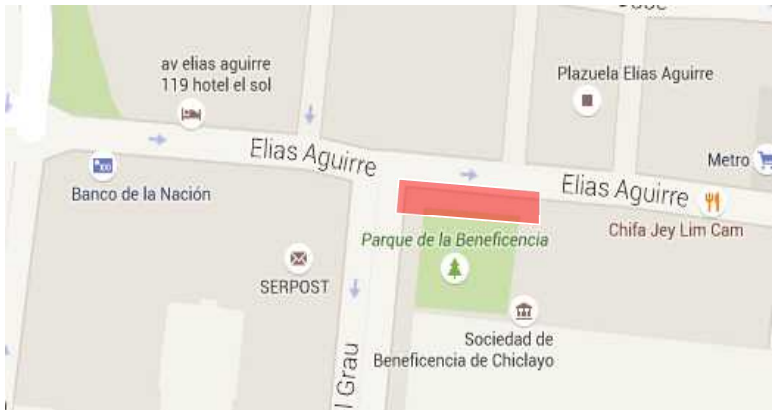 av elias aguirre
119 hotel el sol
Plazuela Elias Aguirre
Elias Aguirre
Metro
Banco de la Nación
Elias Aguirre
Chifa Jey Lim Cam
Parque de la Beneficencia
SERPOST
Sociedad de
Beneficencia de Chiclayo
l Grau